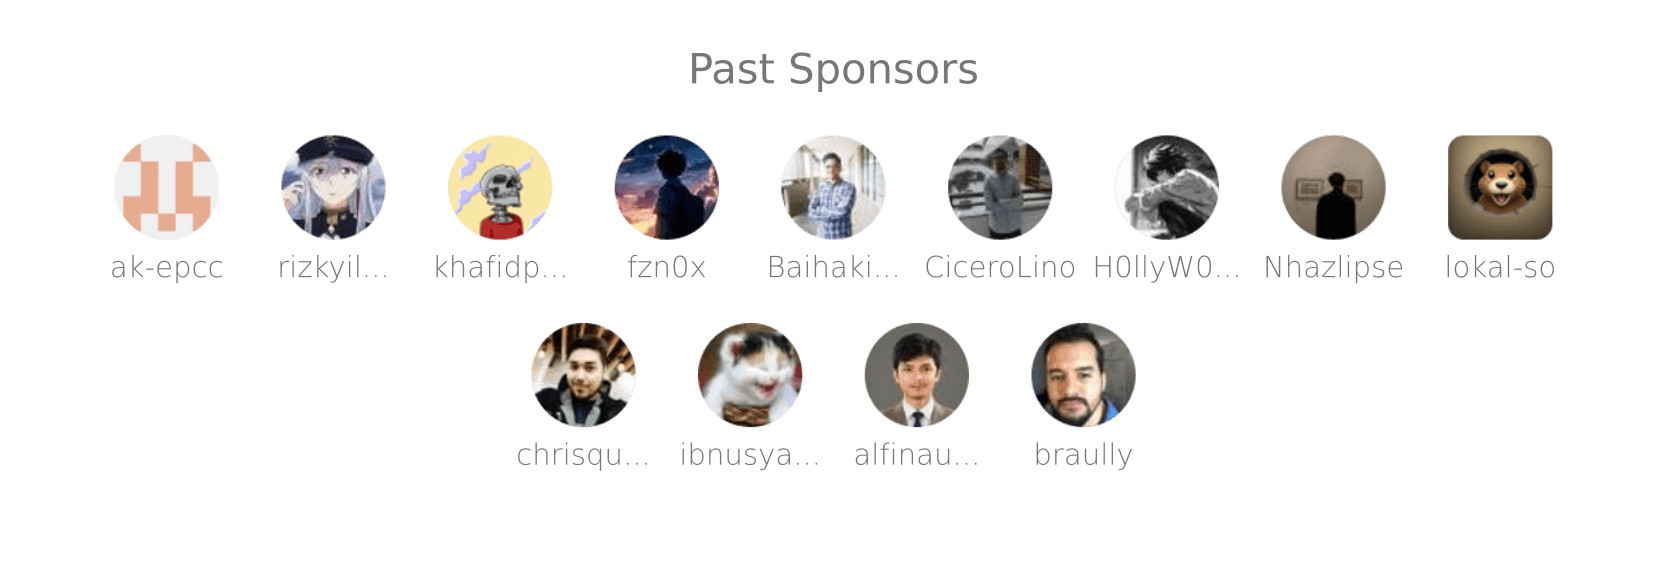 Past Sponsors
ak-epcc rizkyil... khafidp... fzn0x Baihaki... CiceroLino H0llyW0... Nhazlipse lokal-so
chrisqu... ibnusya... alfinau... braully